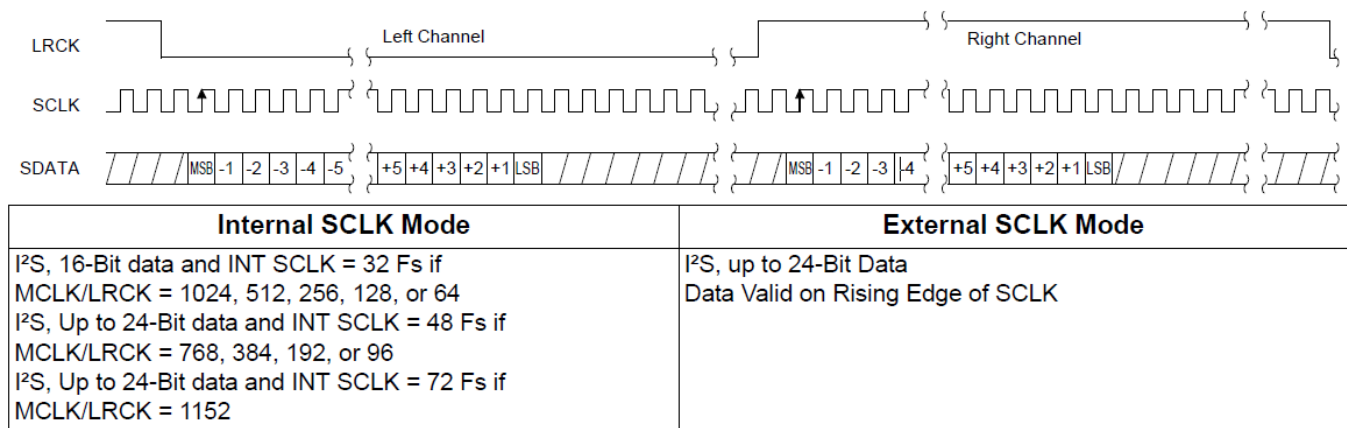 LRCK
Left Channel
Right Channel
SCLK
SDATA
MSB -1 -2 -3 -4 -5 +5 +4 +3 +2 +1 LSB MSB -1 -2 -3 -4 +5 +4 +3 +2 +1 LSB
Internal SCLK Mode
External SCLK Mode
I²S, 16-Bit data and INT SCLK = 32 Fs if
MCLK/LRCK = 1024, 512, 256, 128, or 64
I²S, Up to 24-Bit data and INT SCLK = 48 Fs if
MCLK/LRCK = 768, 384, 192, or 96
I²S, Up to 24-Bit data and INT SCLK = 72 Fs if
MCLK/LRCK = 1152
I²S, up to 24-Bit Data
Data Valid on Rising Edge of SCLK